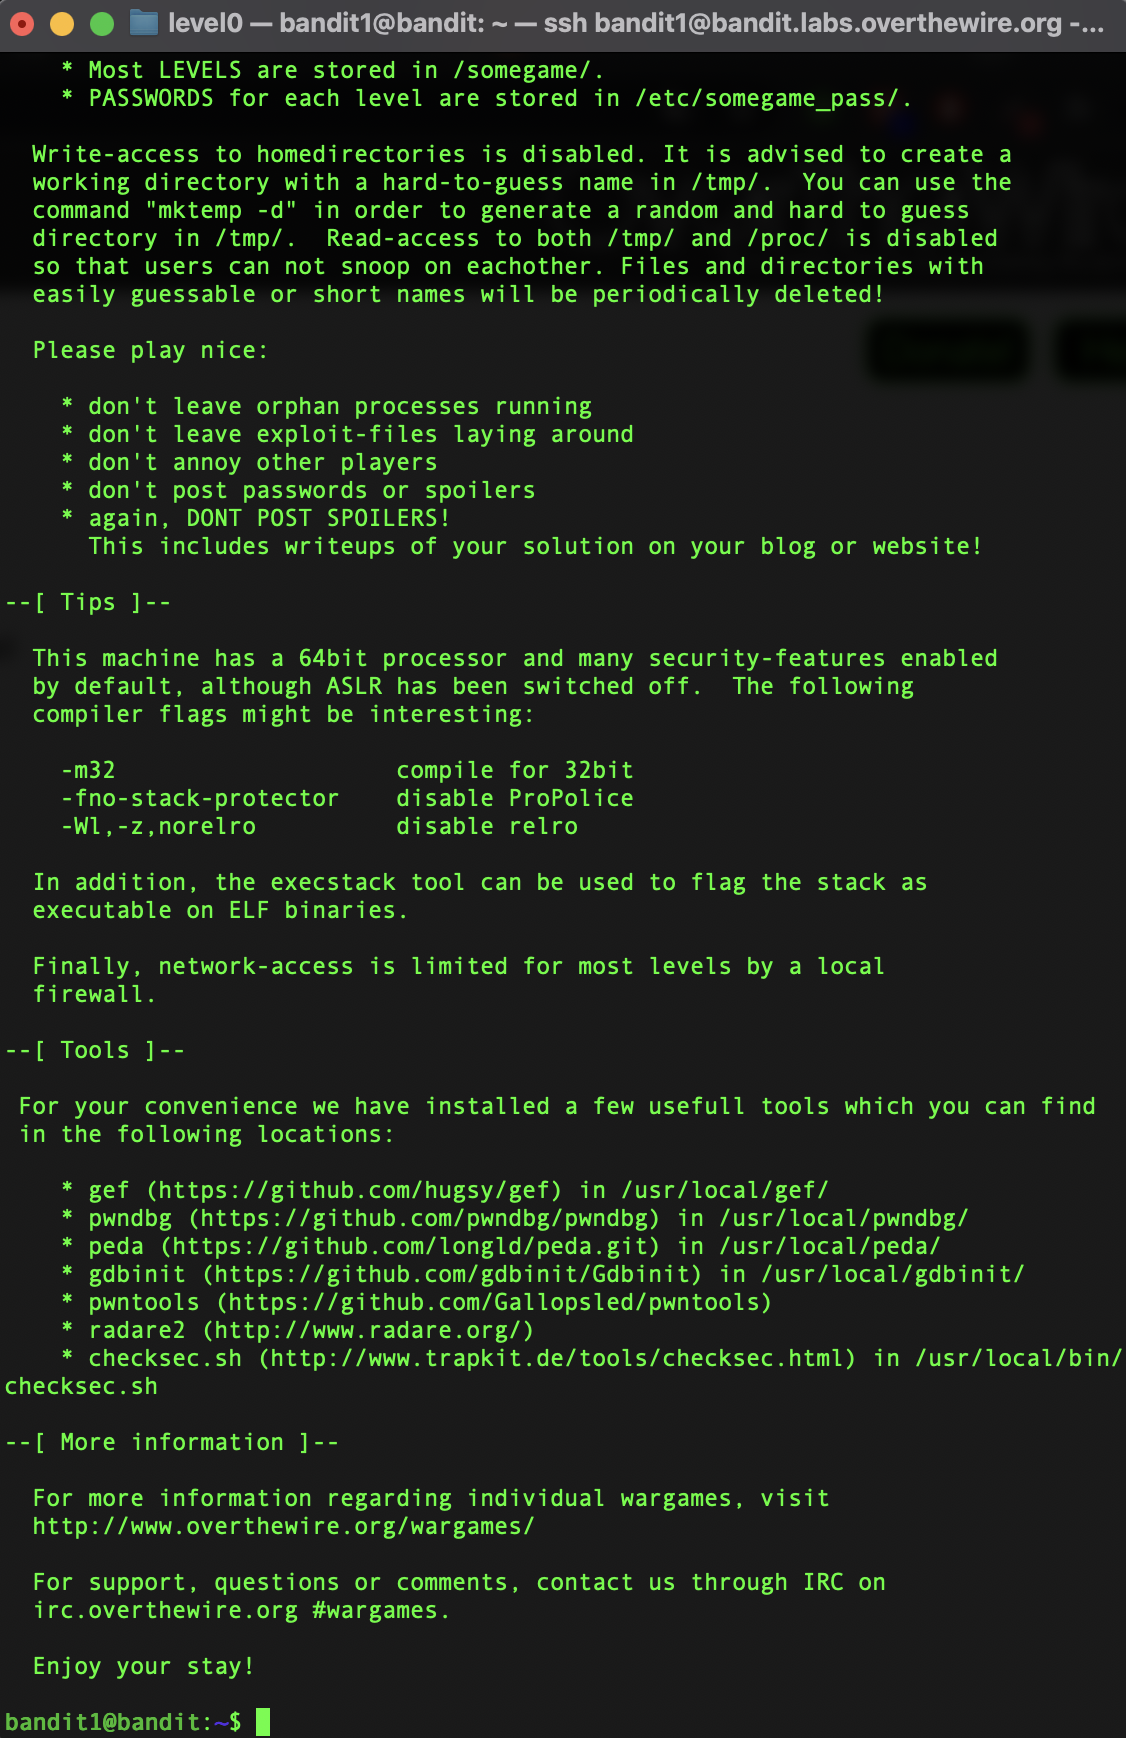 level0 — bandit1@bandit: ~ — ssh bandit1@bandit.labs.overthewire.org -...
* Most LEVELS are stored in /somegame/.
* PASSWORDS for each level are stored in /etc/somegame_pass/.
Write-access to homedirectories is disabled. It is advised to create a
working directory with a hard-to-guess name in /tmp/.  You can use the
command "mktemp -d" in order to generate a random and hard to guess
directory in /tmp/.  Read-access to both /tmp/ and /proc/ is disabled
so that users can not snoop on eachother. Files and directories with
easily guessable or short names will be periodically deleted!
Please play nice:
* don't leave orphan processes running
* don't leave exploit-files laying around
* don't annoy other players
* don't post passwords or spoilers
* again, DONT POST SPOILERS!
This includes writeups of your solution on your blog or website!
--[ Tips ]--
This machine has a 64bit processor and many security-features enabled
by default, although ASLR has been switched off.  The following
compiler flags might be interesting:
-m32                    compile for 32bit
-fno-stack-protector    disable ProPolice
-Wl,-z,norelro          disable relro
In addition, the execstack tool can be used to flag the stack as
executable on ELF binaries.
Finally, network-access is limited for most levels by a local
firewall.
--[ Tools ]--
For your convenience we have installed a few usefull tools which you can find
in the following locations:
* gef (https://github.com/hugsy/gef) in /usr/local/gef/
* pwndbg (https://github.com/pwndbg/pwndbg) in /usr/local/pwndbg/
* peda (https://github.com/longld/peda.git) in /usr/local/peda/
* gdbinit (https://github.com/gdbinit/Gdbinit) in /usr/local/gdbinit/
* pwntools (https://github.com/Gallopsled/pwntools)
* radare2 (http://www.radare.org/)
* checksec.sh (http://www.trapkit.de/tools/checksec.html) in /usr/local/bin/
checksec.sh
--[ More information ]--
For more information regarding individual wargames, visit
http://www.overthewire.org/wargames/
For support, questions or comments, contact us through IRC on
irc.overthewire.org #wargames.
Enjoy your stay!
bandit1@bandit:~$